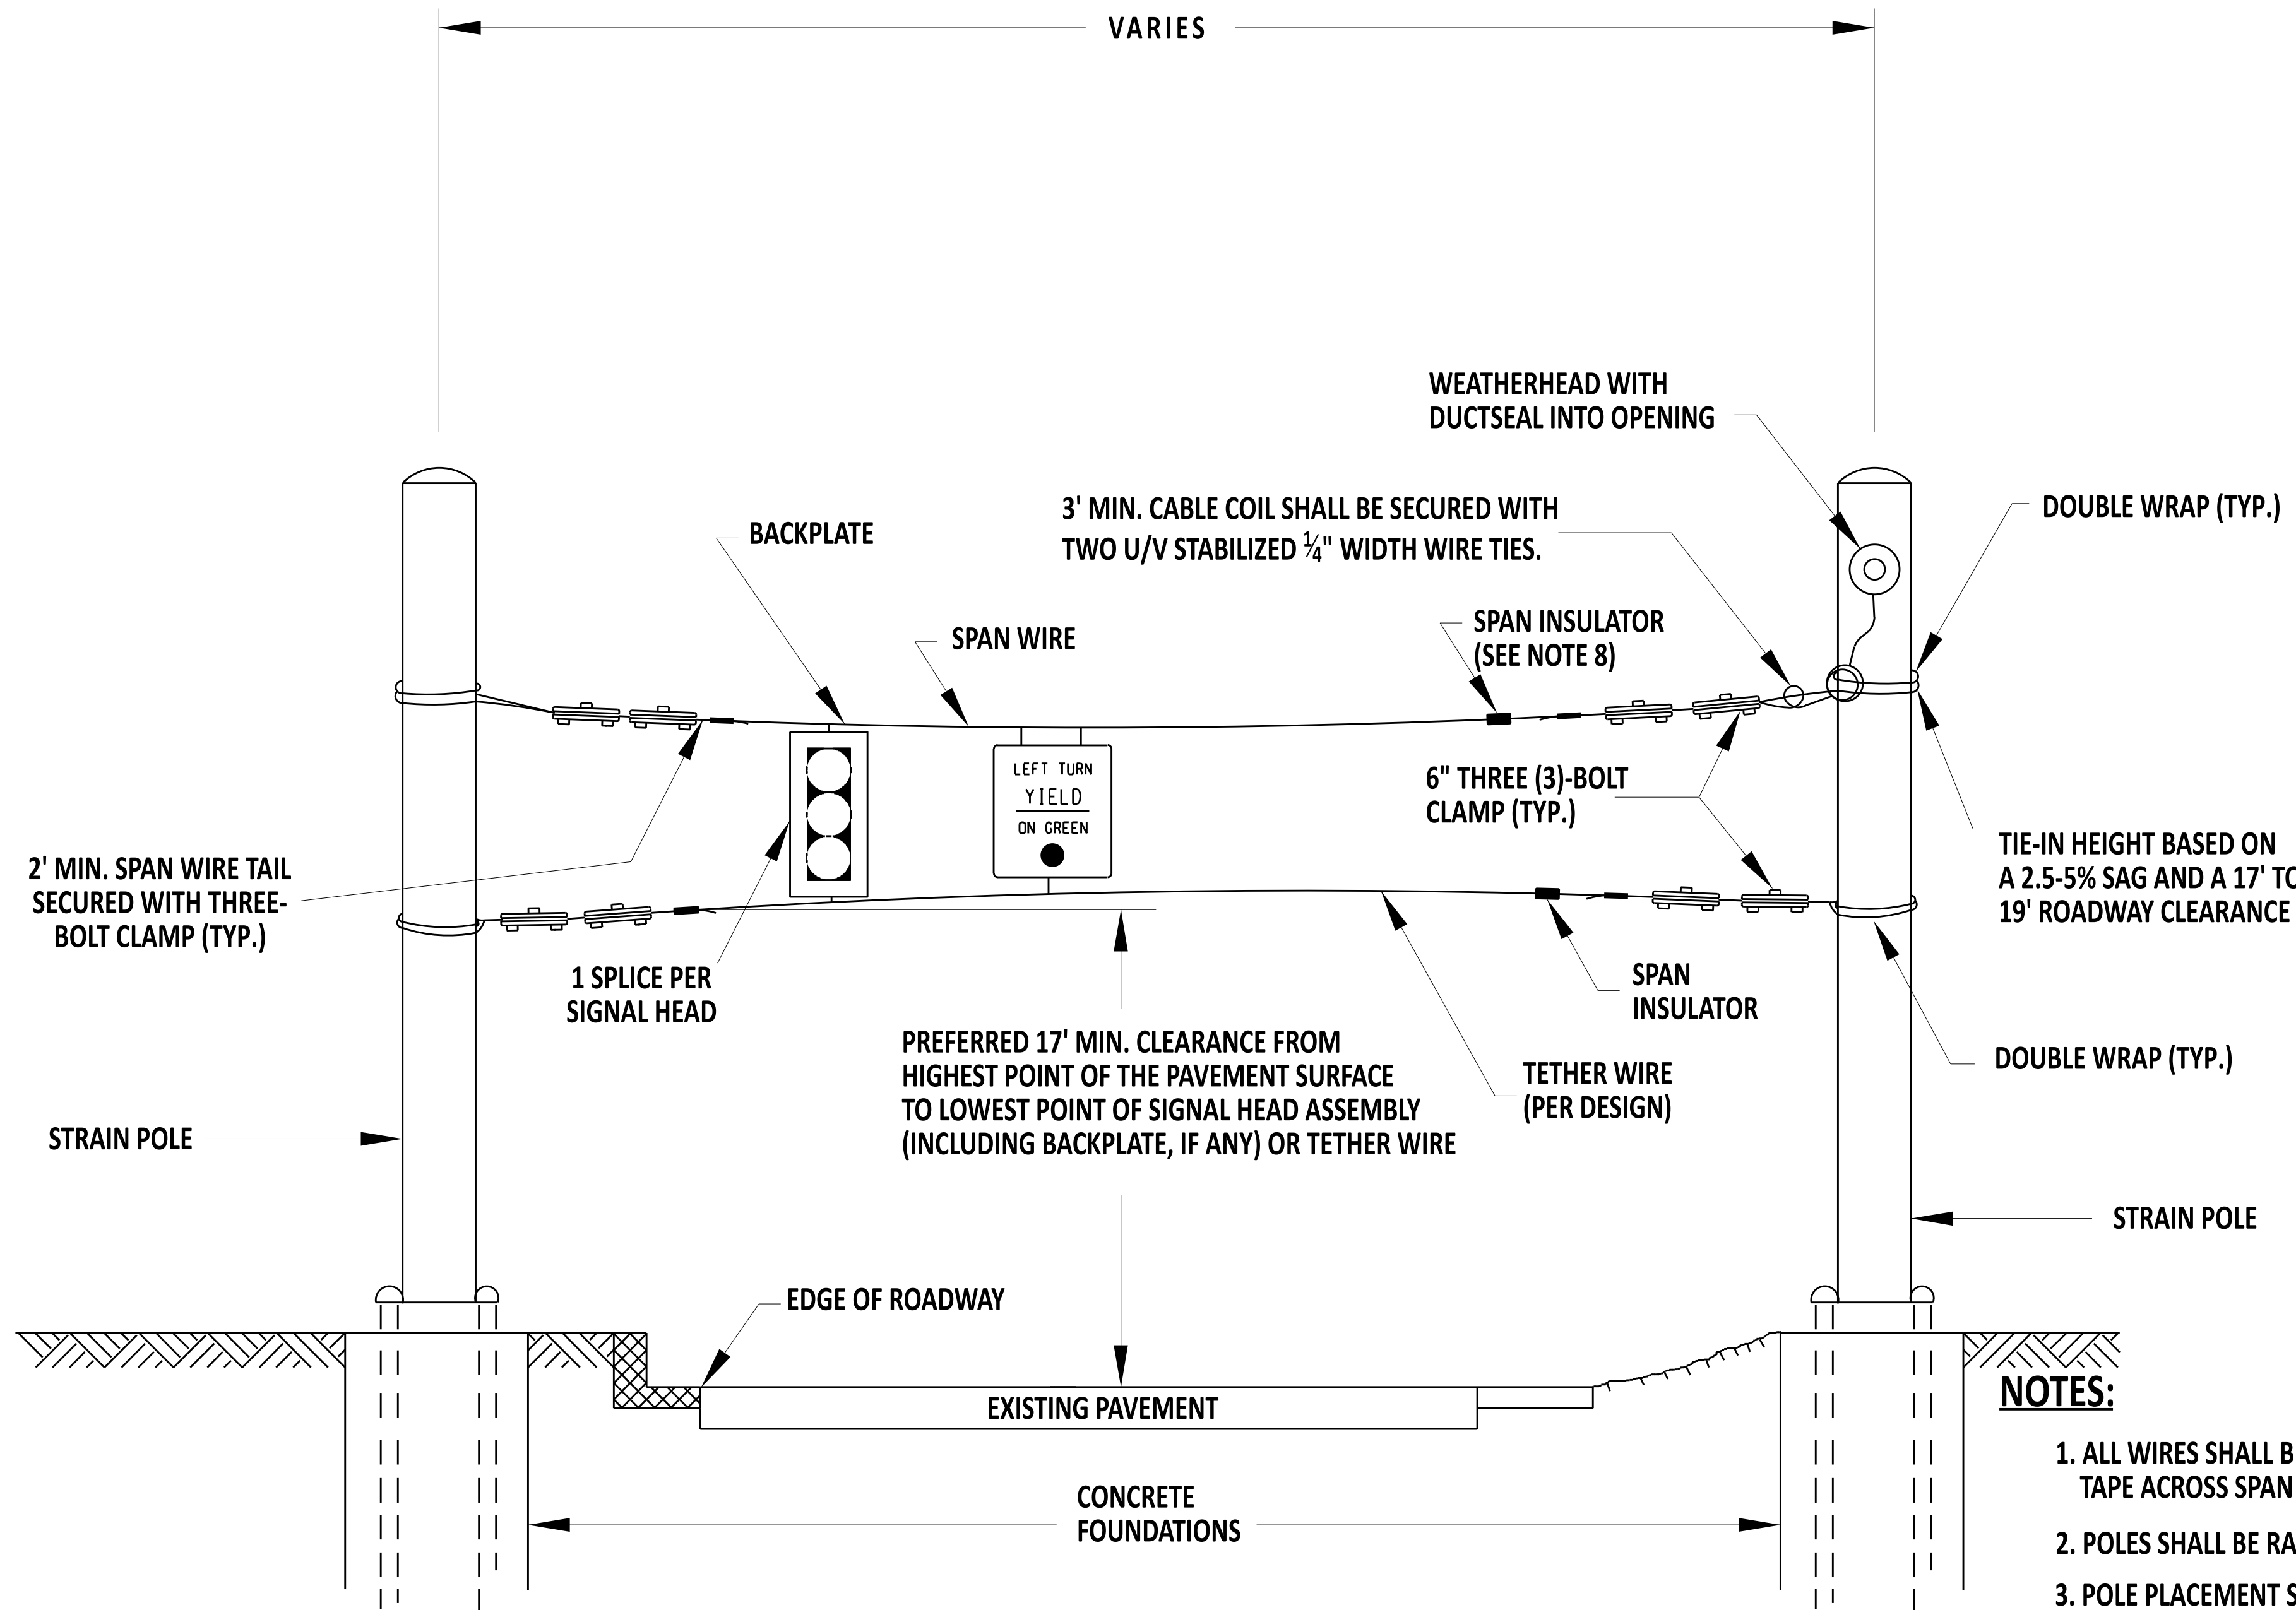 VARIES
WEATHERHEAD WITH
DUCTSEAL INTO OPENING
3' MIN. CABLE COIL SHALL BE SECURED WITH
TWO U/V STABILIZED 1/4" WIDTH WIRE TIES.
DOUBLE WRAP (TYP.)
BACKPLATE
SPAN WIRE
SPAN INSULATOR
(SEE NOTE 8)
LEFT TURN
YIELD
ON GREEN
6" THREE (3)-BOLT
CLAMP (TYP.)
TIE-IN HEIGHT BASED ON
A 2.5-5% SAG AND A 17' TO
19' ROADWAY CLEARANCE
2' MIN. SPAN WIRE TAIL
SECURED WITH THREE-
BOLT CLAMP (TYP.)
1 SPLICE PER
SIGNAL HEAD
SPAN
INSULATOR
PREFERRED 17' MIN. CLEARANCE FROM
HIGHEST POINT OF THE PAVEMENT SURFACE
TO LOWEST POINT OF SIGNAL HEAD ASSEMBLY
(INCLUDING BACKPLATE, IF ANY) OR TETHER WIRE
TETHER WIRE
(PER DESIGN)
DOUBLE WRAP (TYP.)
STRAIN POLE
STRAIN POLE
EDGE OF ROADWAY
EXISTING PAVEMENT
CONCRETE
FOUNDATIONS
NOTES:
1. ALL WIRES SHALL
TAPE ACROSS SPAN
2. POLES SHALL BE
3. POLE PLACEMENT